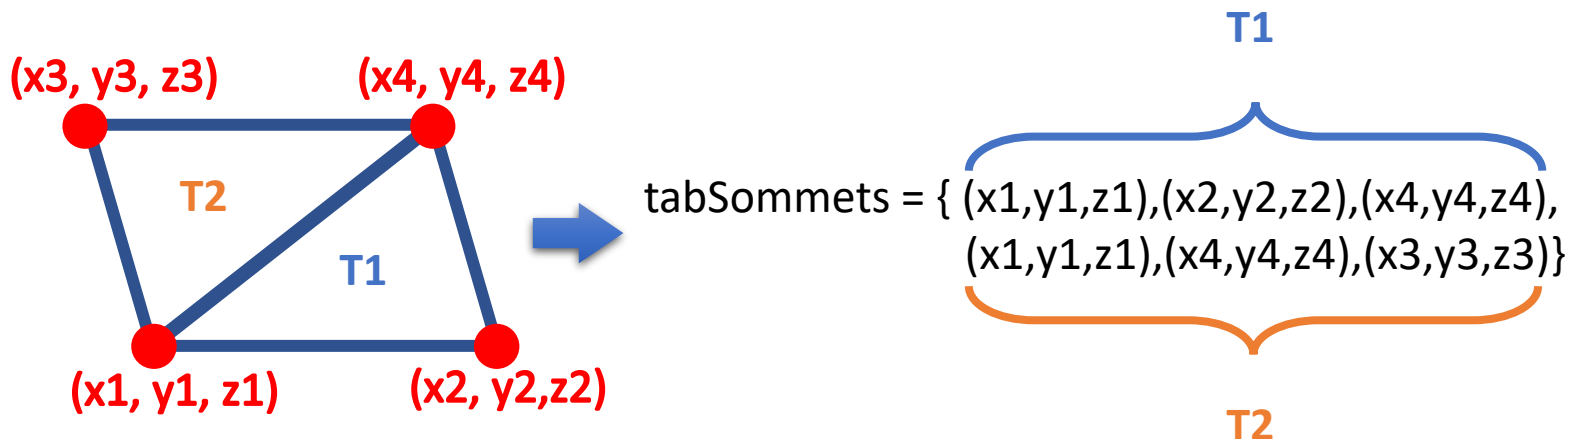 (x3, y3, z3)
(x4, y4, z4)
T2
T1
(x1, y1, z1)
(x2, y2,z2)
T1
tabSommets = { (x1,y1,z1),(x2,y2,z2),(x4,y4,z4),
(x1,y1,z1),(x4,y4,z4),(x3,y3,z3)}
T2